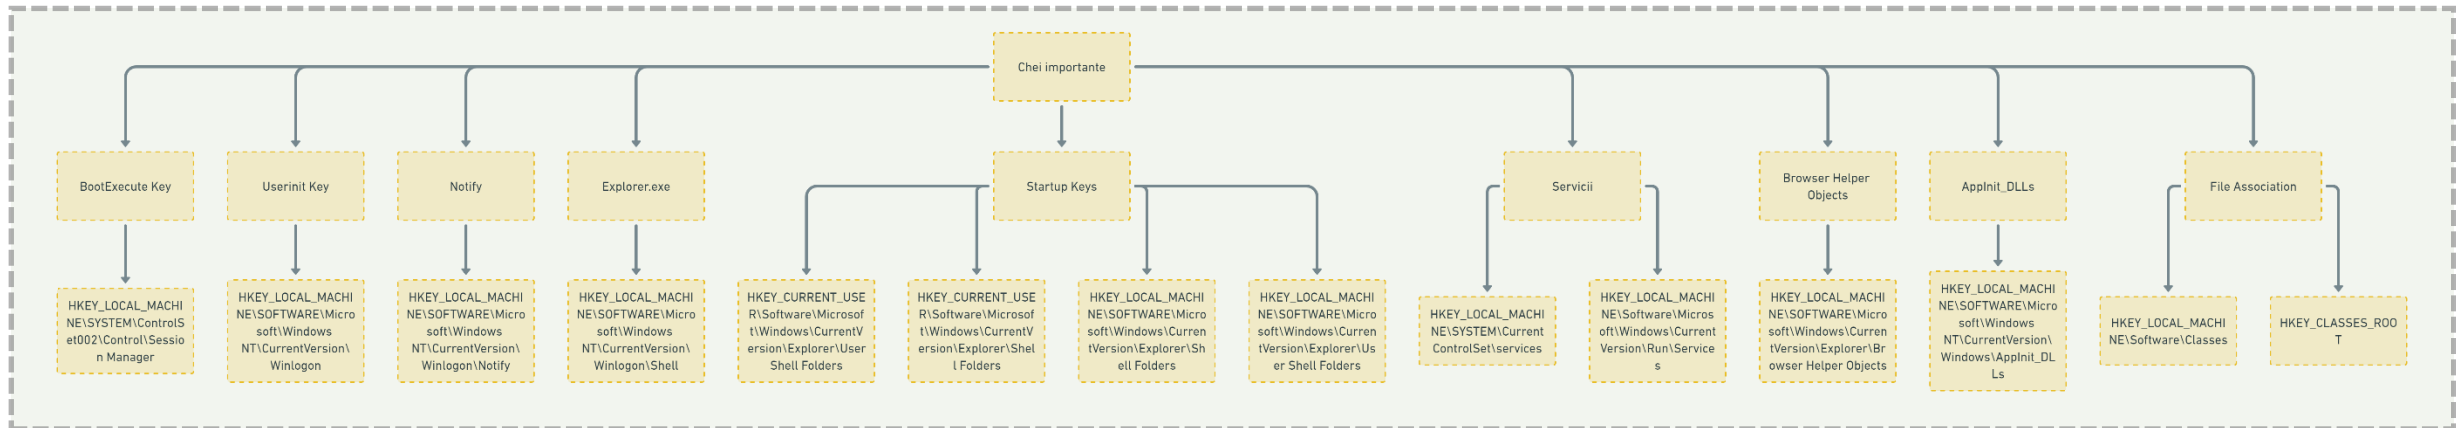 Chei importante
BootExecute Key
Userinit Key
Notify
Explorer.exe
Startup Keys
Servicii
Browser Helper
Objects
AppInit_DLLs
File Association
HKEY_LOCAL_MACHI
NE\SYSTEM\ControlS
et002\Control\Sessio
n Manager
HKEY_LOCAL_MACHI
NE\SOFTWARE\Micro
soft\Windows
NT\CurrentVersion\
Winlogon
HKEY_LOCAL_MACHI
NE\SOFTWARE\Micro
soft\Windows
NT\CurrentVersion\
Winlogon\Notify
HKEY_LOCAL_MACHI
NE\SOFTWARE\Micro
soft\Windows
NT\CurrentVersion\
Winlogon\Shell
HKEY_CURRENT_USE
R\Software\Microsof
t\Windows\CurrentV
ersion\Explorer\User
Shell Folders
HKEY_CURRENT_USE
R\Software\Microsof
t\Windows\CurrentV
ersion\Explorer\Shel
l Folders
HKEY_LOCAL_MACHI
NE\SOFTWARE\Micro
soft\Windows\Curren
tVersion\Explorer\Sh
ell Folders
HKEY_LOCAL_MACHI
NE\SOFTWARE\Micro
soft\Windows\Curren
tVersion\Explorer\Us
er Shell Folders
HKEY_LOCAL_MACHI
NE\SYSTEM\Current
ControlSet\services
HKEY_LOCAL_MACHI
NE\Software\Micros
oft\Windows\Current
Version\Run\Service
s
HKEY_LOCAL_MACHI
NE\SOFTWARE\Micro
soft\Windows\Curren
tVersion\Explorer\Br
owser Helper Objects
HKEY_LOCAL_MACHI
NE\SOFTWARE\Micro
soft\Windows
NT\CurrentVersion\
Windows\AppInit_DL
Ls
HKEY_LOCAL_MACHI
NE\Software\Classes
HKEY_CLASSES_ROO
T